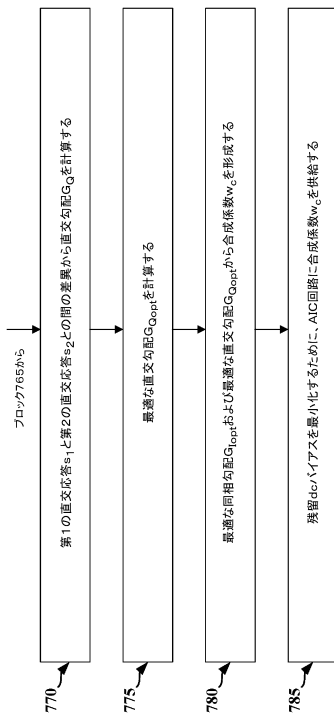 ブロック765から
第1の直交応答s1と第2の直交応答s2との間の差異から直交勾配GQを計算する
770
最適な直交勾配GQoptを計算する
775
最適な同相勾配GIoptおよび最適な直交勾配GQoptから合成係数wcを形成する
780
残留dcバイアスを最小化するために、AIC回路に合成係数wcを供給する
785